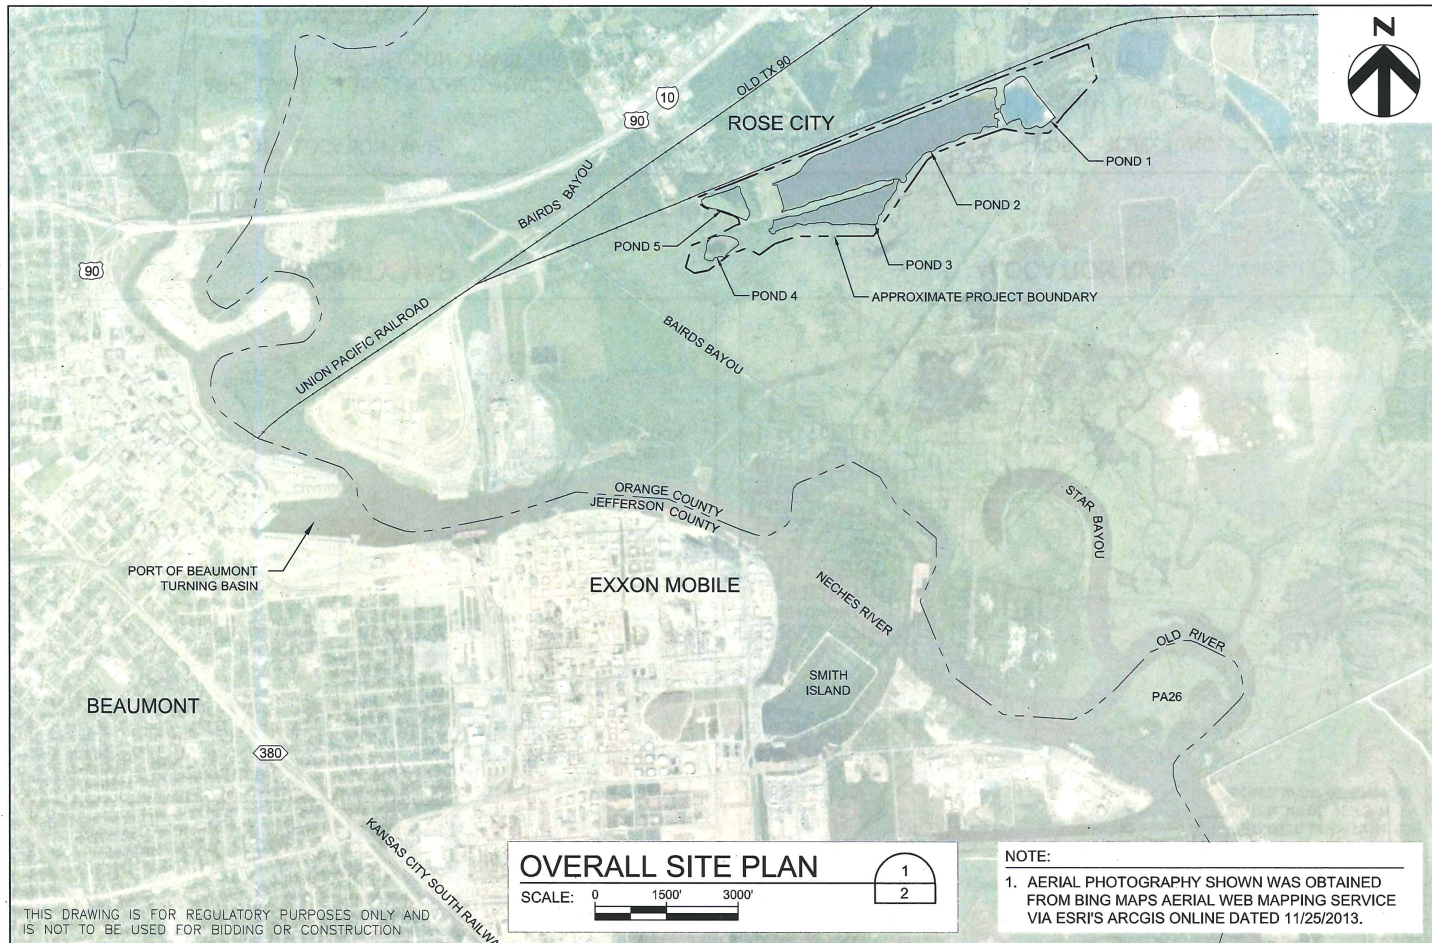 N
OLD TX 90
10
90
ROSE CITY
POND 1
BAIRDS BAYOU
POND 2
POND 5
POND 3
90
POND 4
APPROXIMATE PROJECT BOUNDARY
UNION PACIFIC RAILROAD
BAIRDS BAYOU
ORANGE COUNTY
JEFFERSON COUNTY
STAR BAYOU
PORT OF BEAUMONT
TURNING BASIN
EXXON MOBILE
NECHES RIVER
OLD RIVER
SMITH
ISLAND
PA26
BEAUMONT
380
KANSAS CITY SOUTH RAILWA
OVERALL SITE PLAN
1
2
SCALE: 0 1500' 3000'
NOTE:
1. AERIAL PHOTOGRAPHY SHOWN WAS OBTAINED
FROM BING MAPS AERIAL WEB MAPPING SERVICE
VIA ESRI'S ARCGIS ONLINE DATED 11/25/2013.
THIS DRAWING IS FOR REGULATORY PURPOSES ONLY AND
IS NOT TO BE USED FOR BIDDING OR CONSTRUCTION